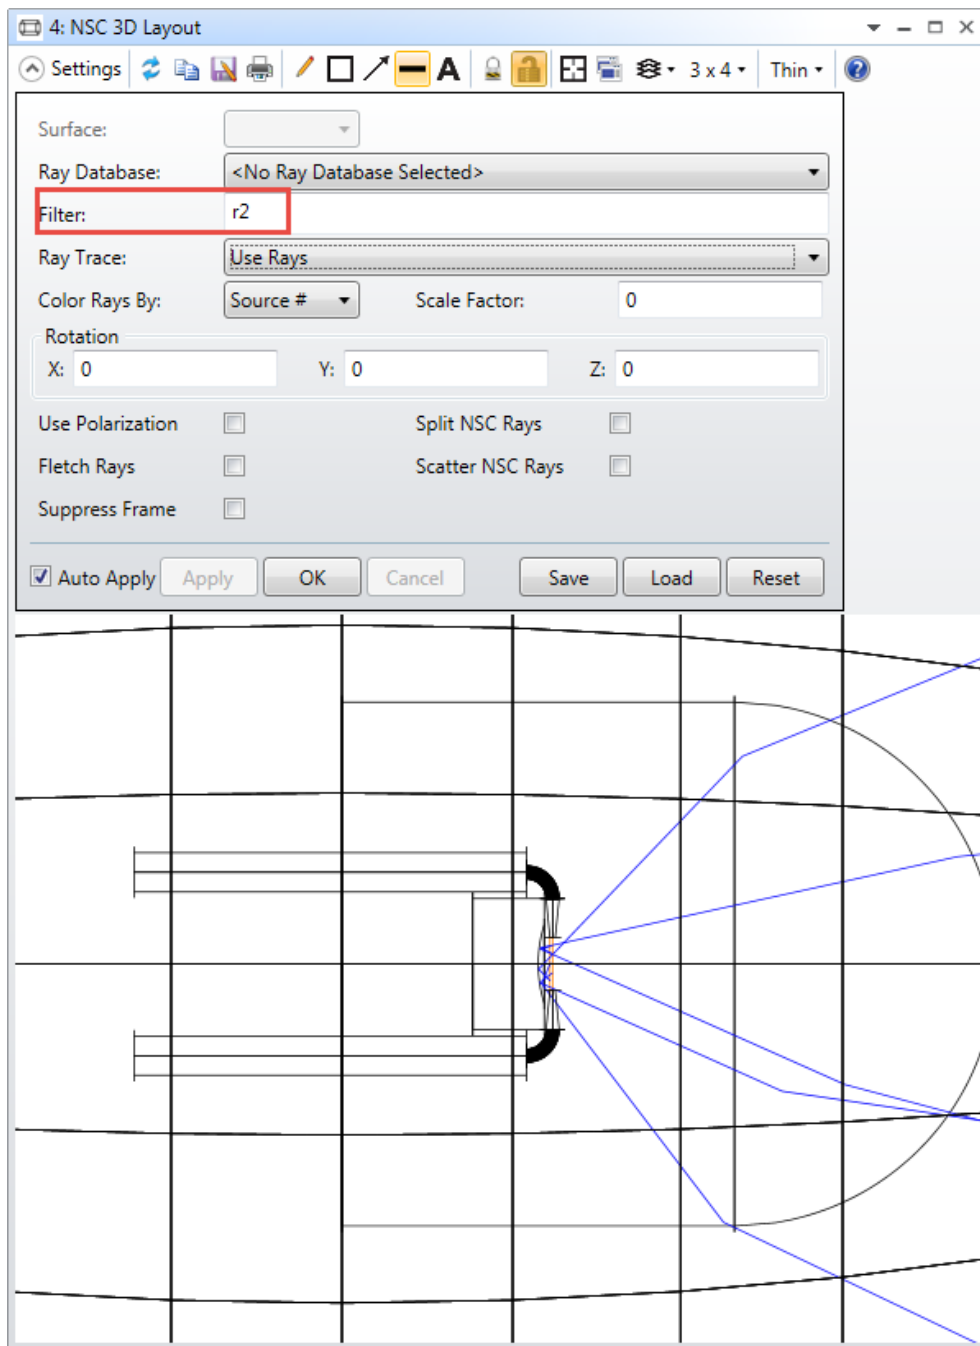 4: NSC 3D Layout
Settings A 3 x 4 Thin ?
Surface:
Ray Database: <No Ray Database Selected>
Filter: r2
Ray Trace: Use Rays
Color Rays By: Source # Scale Factor: 0
Rotation
X: 0 Y: 0 Z: 0
Use Polarization Split NSC Rays
Fletch Rays Scatter NSC Rays
Suppress Frame
Auto Apply Apply OK Cancel Save Load Reset